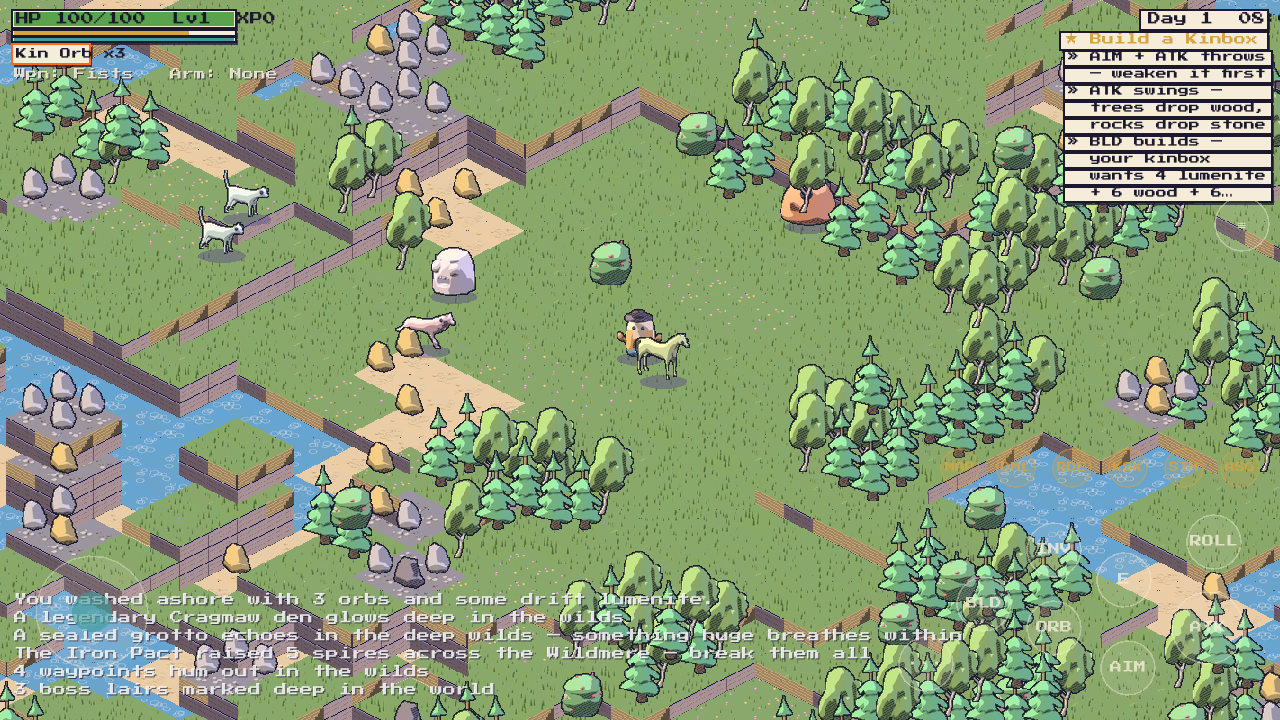 HP 100/100 Lv1 XP0
Kin Orb x3
Wpn: Fists Arm: None
Day 1 08
★ Build a Kinbox
» AIM + ATK throws
— weaken it first
» ATK swings —
trees drop wood,
rocks drop stone
» BLD builds —
your kinbox
wants 4 lumenite
+ 6 wood + 6…
ROLL
INV
E
BLD
ORB
AIM
You washed ashore with 3 orbs and some drift lumenite.
A legendary Cragmaw den glows deep in the wilds
A sealed grotto echoes in the deep wilds — something huge breathes within
The Iron Pact raised 5 spires across the Wildmere — break them all
4 waypoints hum out in the wilds
3 boss lairs marked deep in the world